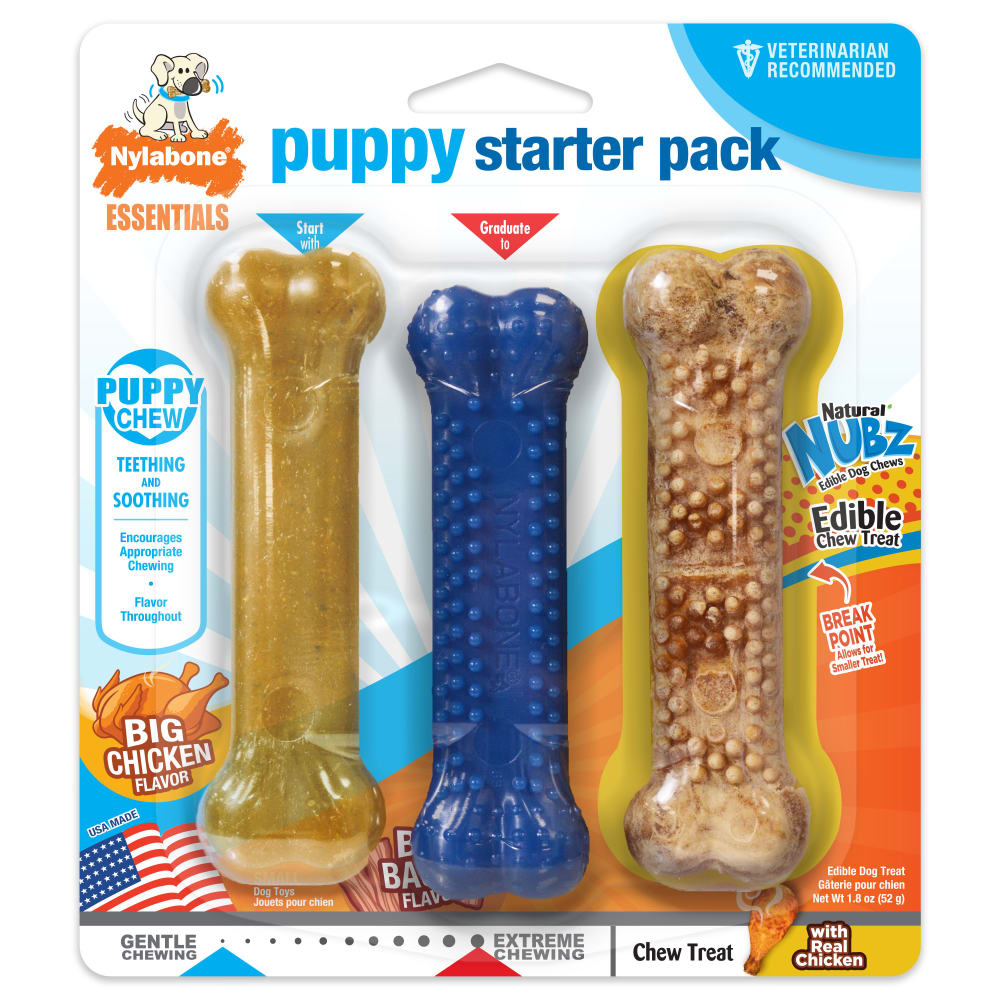 VETERINARIAN
RECOMMENDED
Nylabone®
ESSENTIALS
puppy starter pack
Start
with
Graduate
to
PUPPY
CHEW
TEETHING
AND
SOOTHING
Encourages
Appropriate
Chewing
•
Flavor
Throughout
NYLABONE
Natural
NUBZ
Edible Dog Chews
Edible
Chew Treat
BREAK
POINT
Allows for
Smaller Treat!
BIG
CHICKEN
FLAVOR
USA MADE
SMALL
Dog Toys
Jouets pour chien
Edible Dog Treat
Gâterie pour chien
Net Wt 1.8 oz (52 g)
GENTLE
CHEWING
EXTREME
CHEWING
Chew Treat
with
Real
Chicken